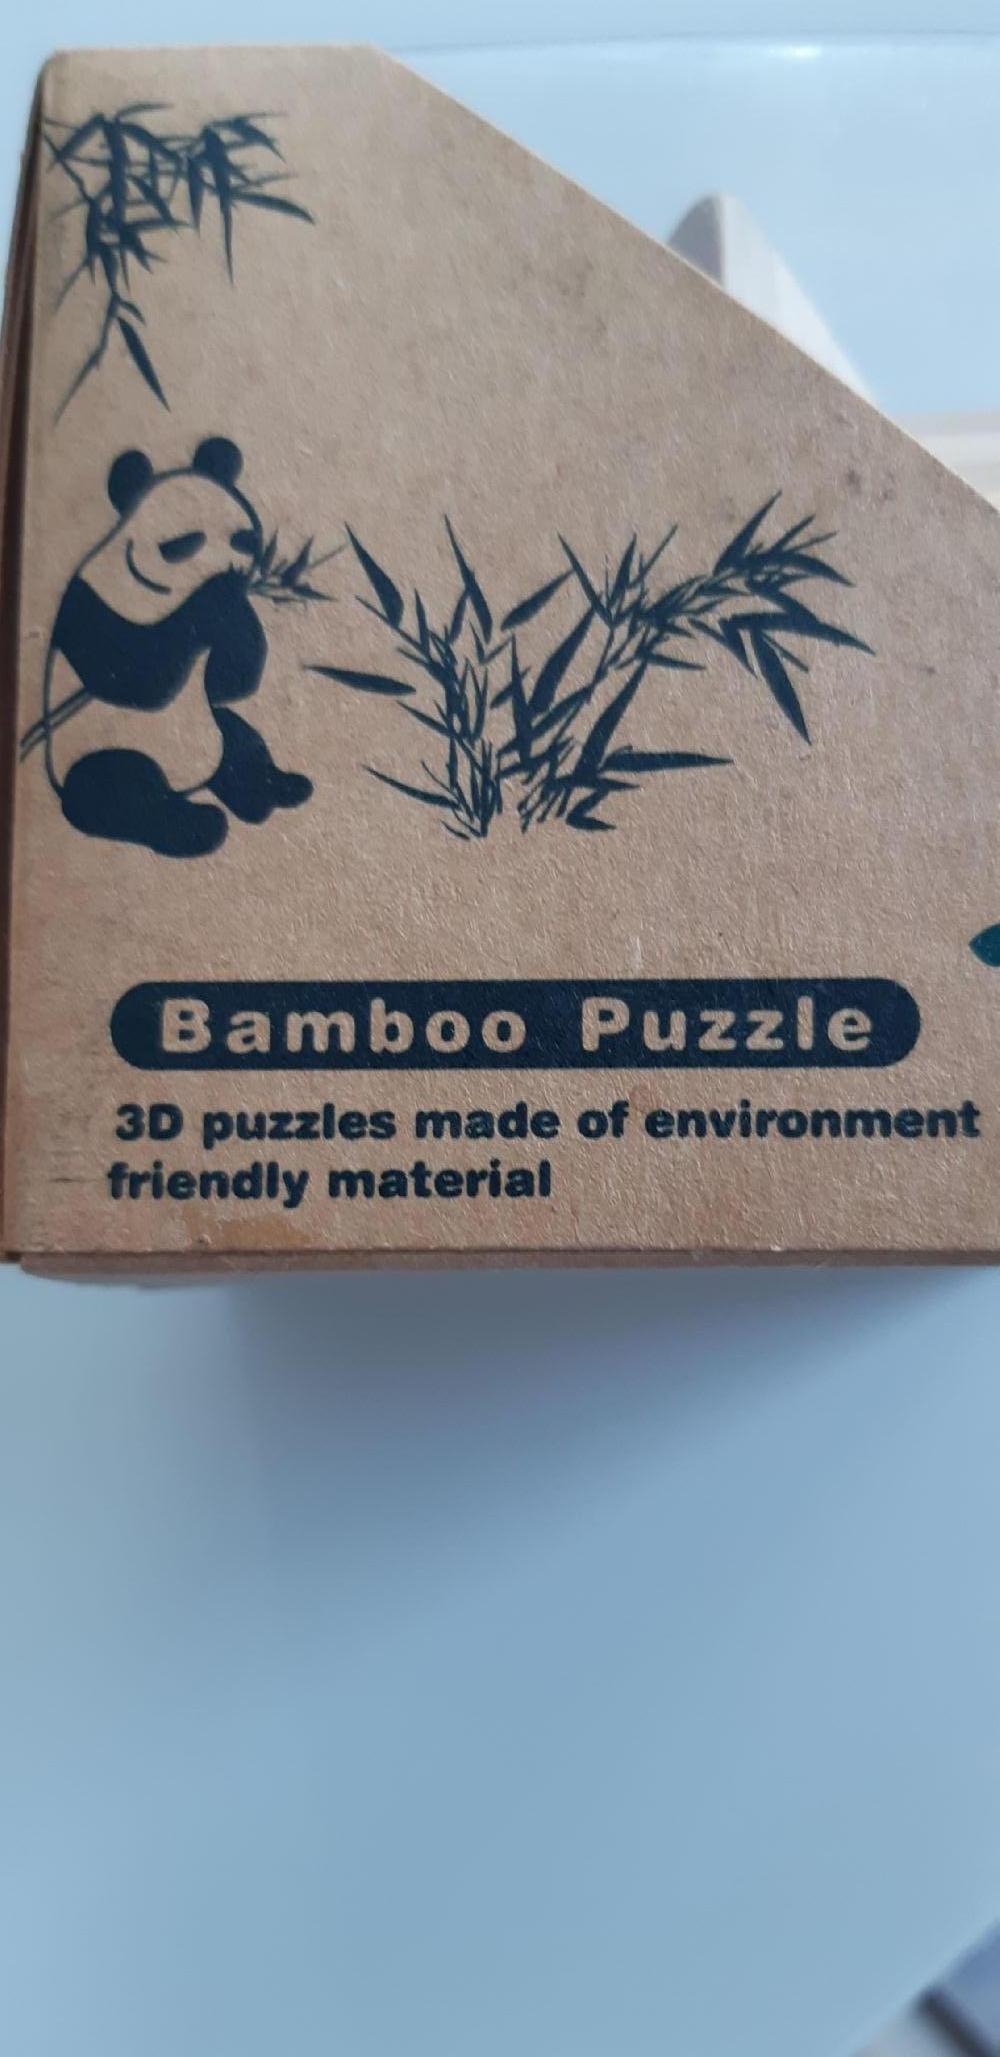 Bamboo Puzzle
3D puzzles made of environment
friendly material